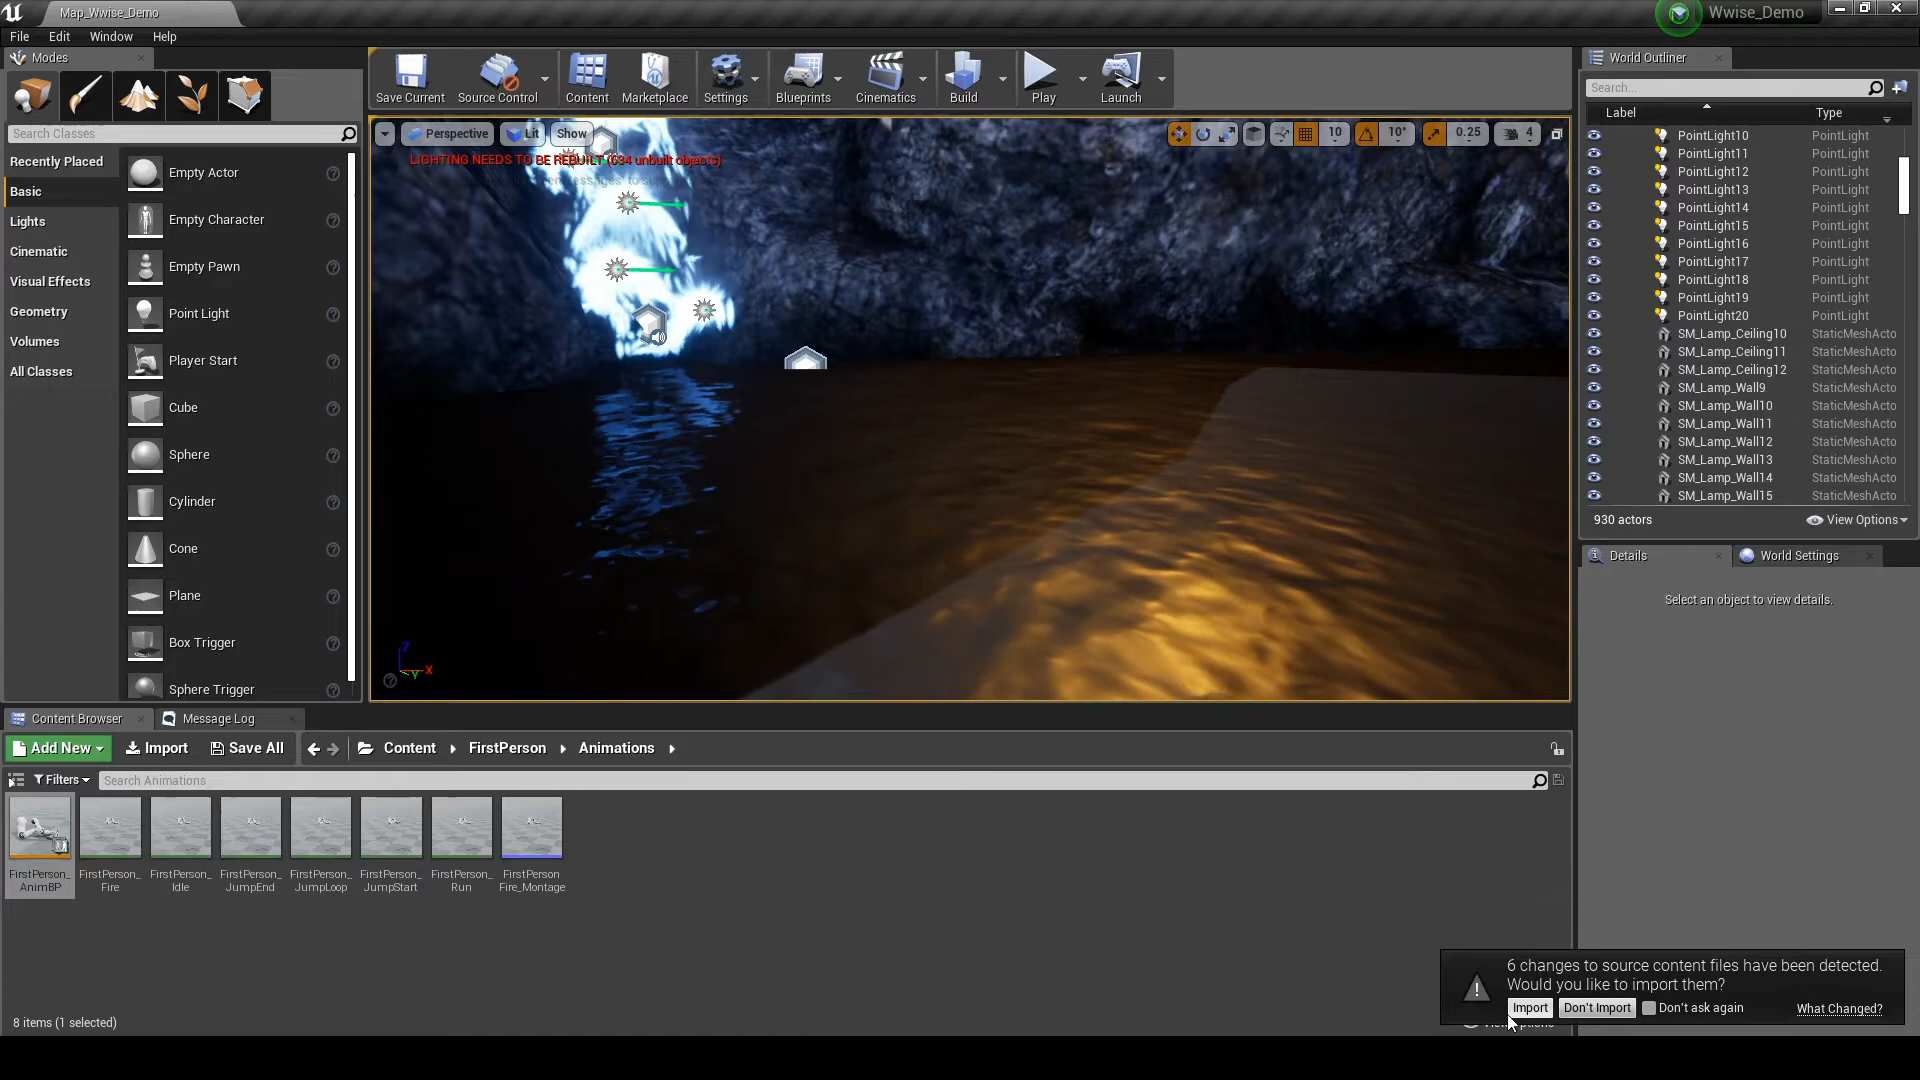 Map_Wwise_Demo
Wwise_Demo
File Edit Window Help
Modes
Search Classes
Recently Placed
Basic
Lights
Cinematic
Visual Effects
Geometry
Volumes
All Classes
Empty Actor
Empty Character
Empty Pawn
Point Light
Player Start
Cube
Sphere
Cylinder
Cone
Plane
Box Trigger
Sphere Trigger
Save Current
Source Control
Content
Marketplace
Settings
Blueprints
Cinematics
Build
Play
Launch
Perspective Lit Show
10 10° 0.25 4
LIGHTING NEEDS TO BE REBUILT (634 unbuilt objects)
Z
X
Y
World Outliner
Search...
Label Type
PointLight10 PointLight
PointLight11 PointLight
PointLight12 PointLight
PointLight13 PointLight
PointLight14 PointLight
PointLight15 PointLight
PointLight16 PointLight
PointLight17 PointLight
PointLight18 PointLight
PointLight19 PointLight
PointLight20 PointLight
SM_Lamp_Ceiling10 StaticMeshActo
SM_Lamp_Ceiling11 StaticMeshActo
SM_Lamp_Ceiling12 StaticMeshActo
SM_Lamp_Wall9 StaticMeshActo
SM_Lamp_Wall10 StaticMeshActo
SM_Lamp_Wall11 StaticMeshActo
SM_Lamp_Wall12 StaticMeshActo
SM_Lamp_Wall13 StaticMeshActo
SM_Lamp_Wall14 StaticMeshActo
SM_Lamp_Wall15 StaticMeshActo
930 actors View Options
Details World Settings
Select an object to view details.
Content Browser Message Log
Add New Import Save All Content FirstPerson Animations
Filters Search Animations
FirstPerson_
AnimBP
FirstPerson_
Fire
FirstPerson_
Idle
FirstPerson_
JumpEnd
FirstPerson_
JumpLoop
FirstPerson_
JumpStart
FirstPerson_
Run
FirstPerson
Fire_Montage
8 items (1 selected)
6 changes to source content files have been detected.
Would you like to import them?
Import Don't Import Don't ask again What Changed?